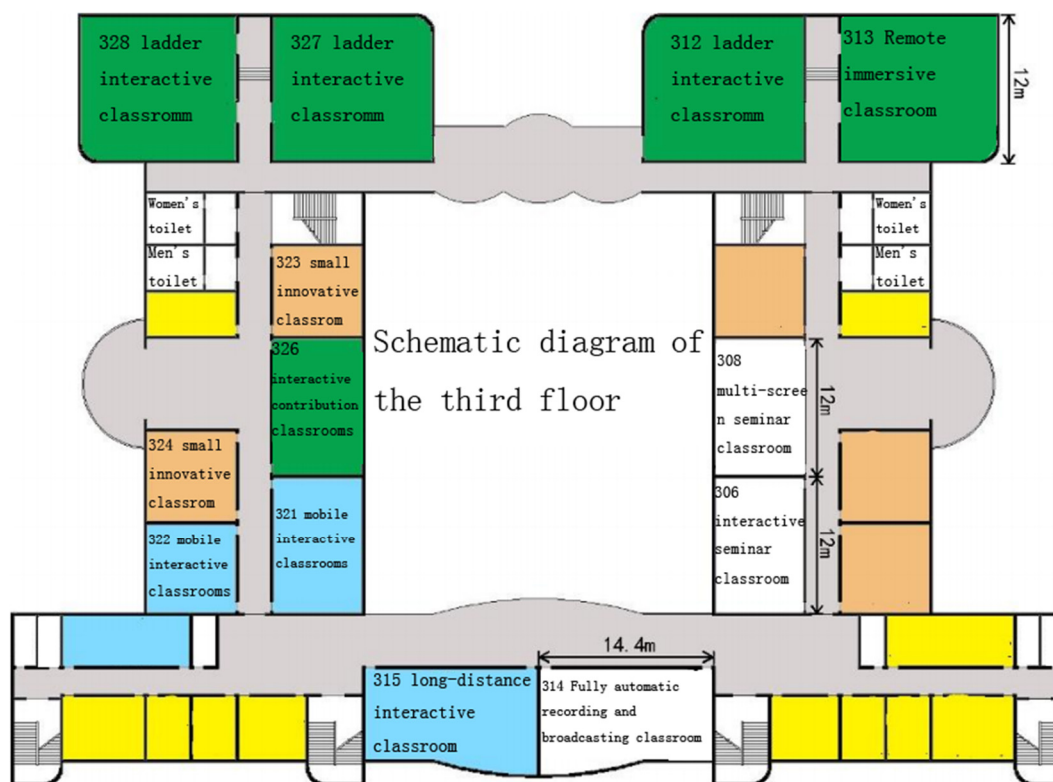 328 ladder
interactive
classromm
327 ladder
interactive
classromm
312 ladder
interactive
classromm
313 Remote
immersive
classroom
12m
Women's
toilet
Men's
toilet
323 small
innovative
classrom
326
interactive
contribution
classrooms
Schematic diagram of
the third floor
Women's
toilet
Men's
toilet
308
multi-scree
n seminar
classroom
12m
324 small
innovative
classrom
322 mobile
interactive
classrooms
321 mobile
interactive
classrooms
306
interactive
seminar
classroom
12m
14.4m
315 long-distance
interactive
classroom
314 Fully automatic
recording and
broadcasting classroom